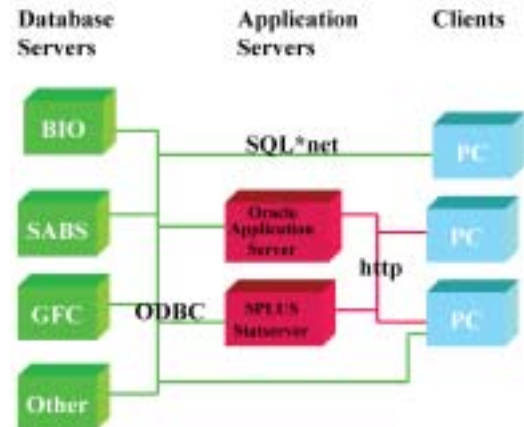 Database
Servers
Application
Servers
Clients
BIO
SQL*net
PC
SABS
Oracle
Application
Server
PC
http
GFC
ODBC
SPLUS
Statserver
PC
Other